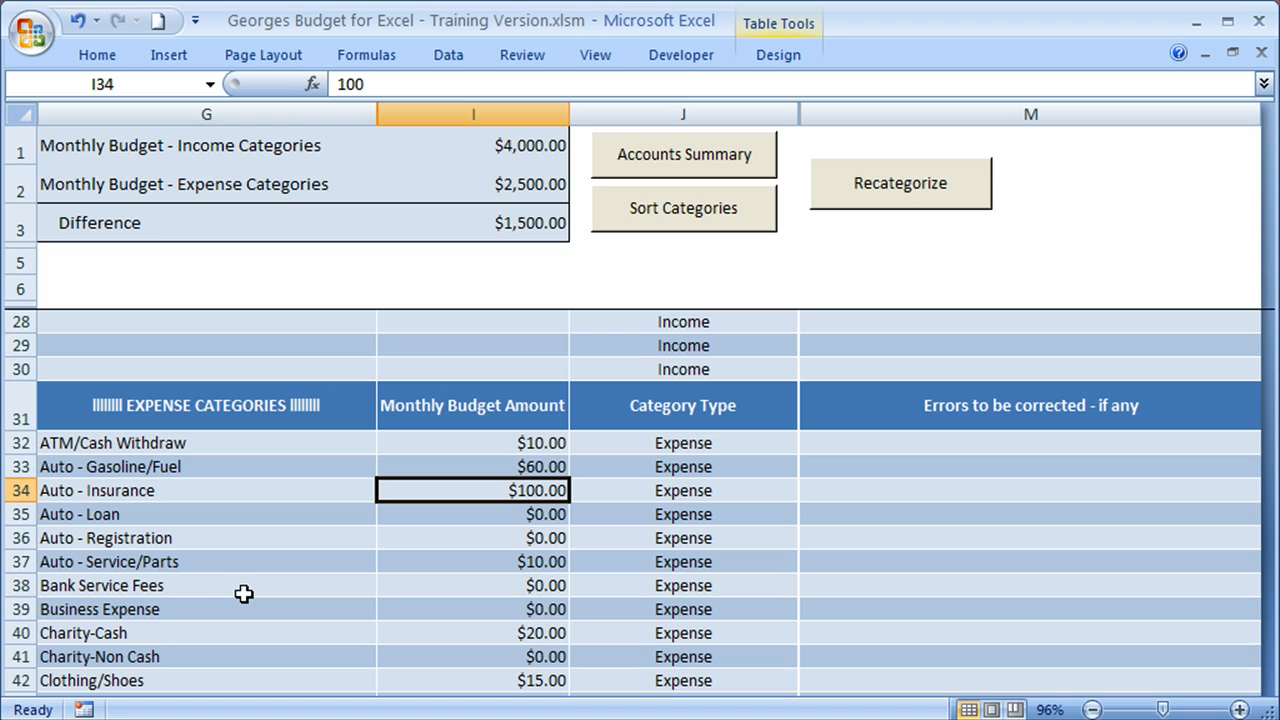 Georges Budget for Excel - Training Version.xlsm - Microsoft Excel
Table Tools
Home Insert Page Layout Formulas Data Review View Developer Design
I34 fx 100
G I J M
1 Monthly Budget - Income Categories $4,000.00
Accounts Summary
Recategorize
2 Monthly Budget - Expense Categories $2,500.00
Sort Categories
3 Difference $1,500.00
5
6
28 Income
29 Income
30 Income
31 |||||||| EXPENSE CATEGORIES |||||||| Monthly Budget Amount Category Type Errors to be corrected - if any
32 ATM/Cash Withdraw $10.00 Expense
33 Auto - Gasoline/Fuel $60.00 Expense
34 Auto - Insurance $100.00 Expense
35 Auto - Loan $0.00 Expense
36 Auto - Registration $0.00 Expense
37 Auto - Service/Parts $10.00 Expense
38 Bank Service Fees $0.00 Expense
39 Business Expense $0.00 Expense
40 Charity-Cash $20.00 Expense
41 Charity-Non Cash $0.00 Expense
42 Clothing/Shoes $15.00 Expense
Ready 96%